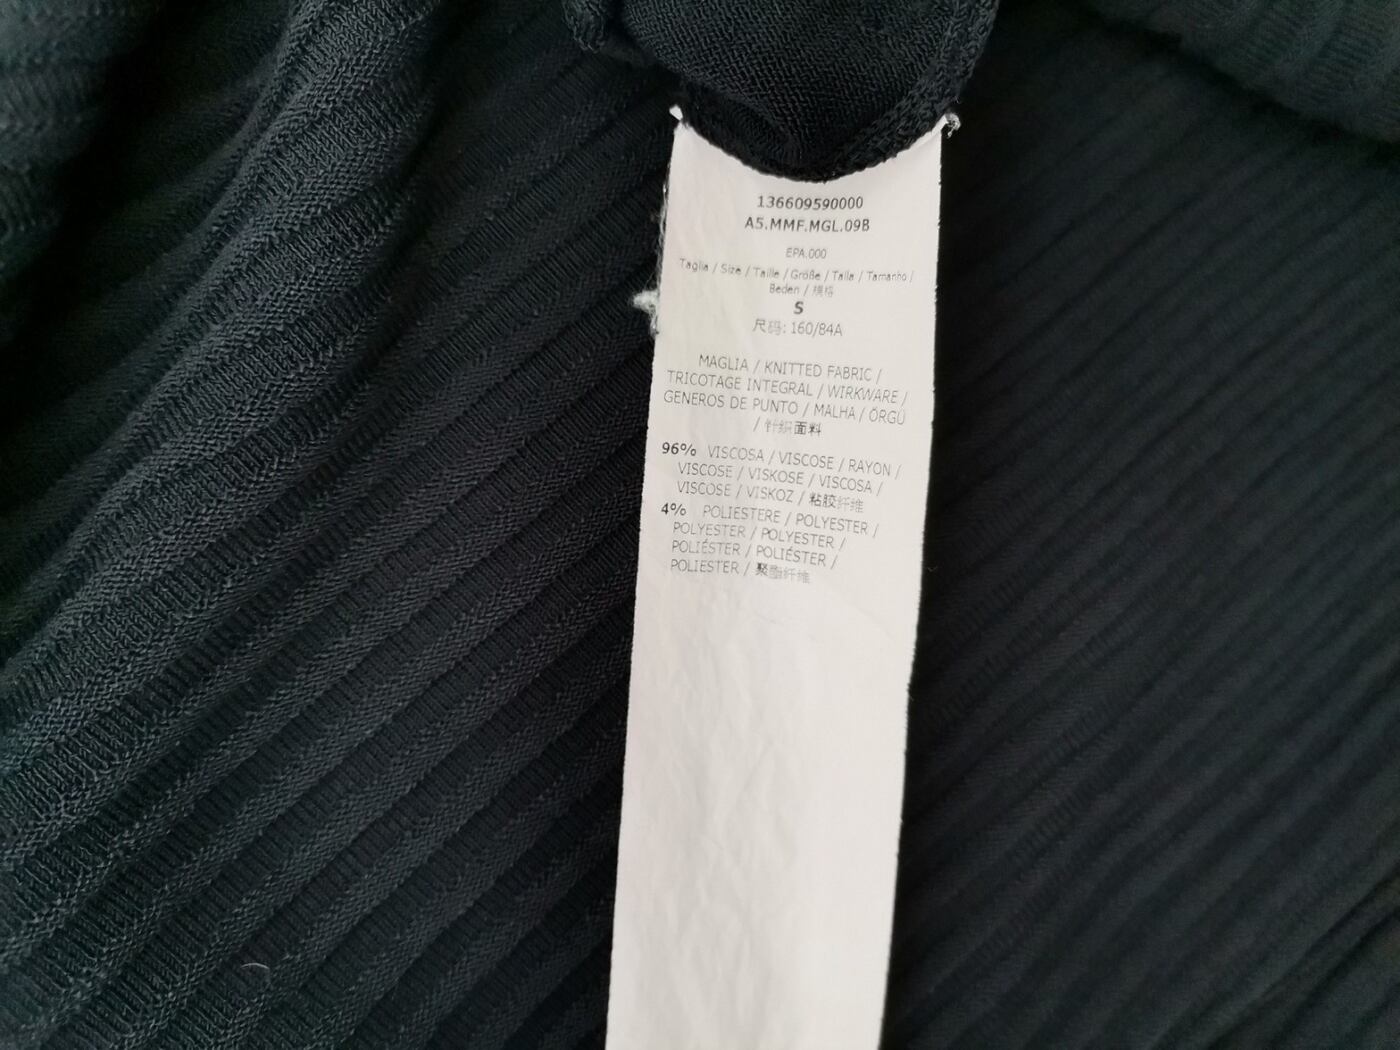 136609590000
A5.MMF.MGL.09B
EPA.000
Taglia / Size / Taille / Größe / Talla / Tamanho /
Beden / 规格
S
尺码: 160/84A
MAGLIA / KNITTED FABRIC /
TRICOTAGE INTEGRAL / WIRKWARE /
GENEROS DE PUNTO / MALHA / ÖRGÜ
/ 针织面料
96% VISCOSA / VISCOSE / RAYON /
VISCOSE / VISKOSE / VISCOSA /
VISCOSE / VISKOZ / 粘胶纤维
4% POLIESTERE / POLYESTER /
POLYESTER / POLYESTER /
POLIÉSTER / POLIÉSTER /
POLIESTER / 聚酯纤维